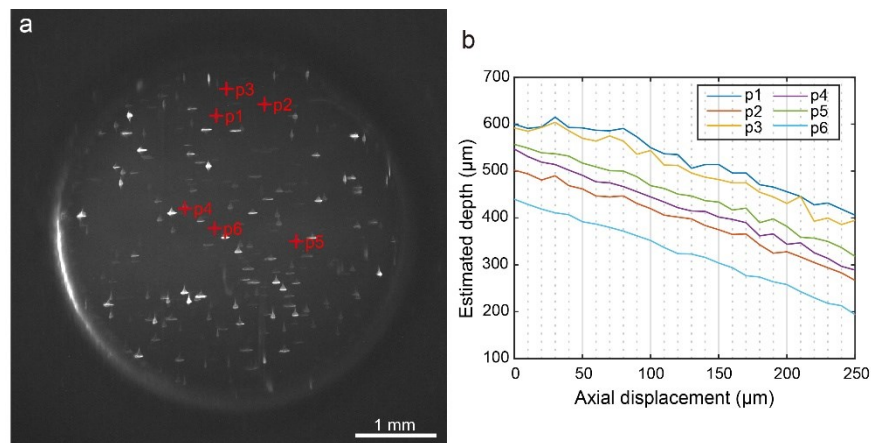 a
p3
p2
p1
p4
p6
p5
1 mm
b
Estimated depth (μm)
700
600
500
400
300
200
100
p1 p4
p2 p5
p3 p6
0 50 100 150 200 250
Axial displacement (μm)